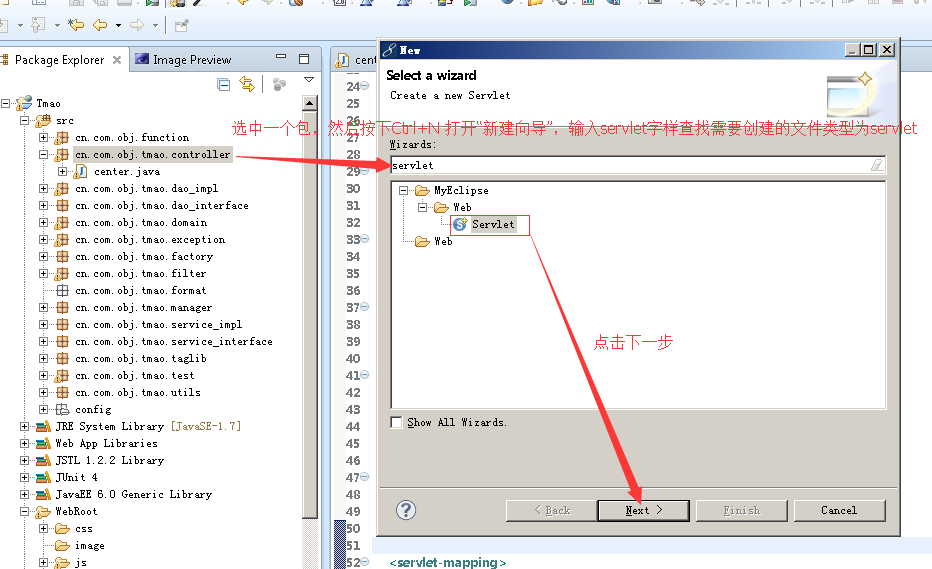 Package Explorer
Image Preview
Tmao
src
cn.com.obj.function
cn.com.obj.tmao.controller
center.java
cn.com.obj.tmao.dao_impl
cn.com.obj.tmao.dao_interface
cn.com.obj.tmao.domain
cn.com.obj.tmao.exception
cn.com.obj.tmao.factory
cn.com.obj.tmao.filter
cn.com.obj.tmao.format
cn.com.obj.tmao.manager
cn.com.obj.tmao.service_impl
cn.com.obj.tmao.service_interface
cn.com.obj.tmao.taglib
cn.com.obj.tmao.test
cn.com.obj.tmao.utils
config
JRE System Library [JavaSE-1.7]
Web App Libraries
JSTL 1.2.2 Library
JUnit 4
JavaEE 6.0 Generic Library
WebRoot
css
image
js
cent
24
25
26
27
28
29
30
31
32
33
34
35
36
37
38
39
40
41
42
43
44
45
46
47
48
49
50
51
52
<servlet-mapping>
New
Select a wizard
Create a new Servlet
选中一个包，然后按下Ctrl+N 打开“新建向导”，输入servlet字样查找需要创建的文件类型为servlet
Wizards:
servlet
MyEclipse
Web
Servlet
Web
点击下一步
Show All Wizards.
?
< Back
Next >
Finish
Cancel